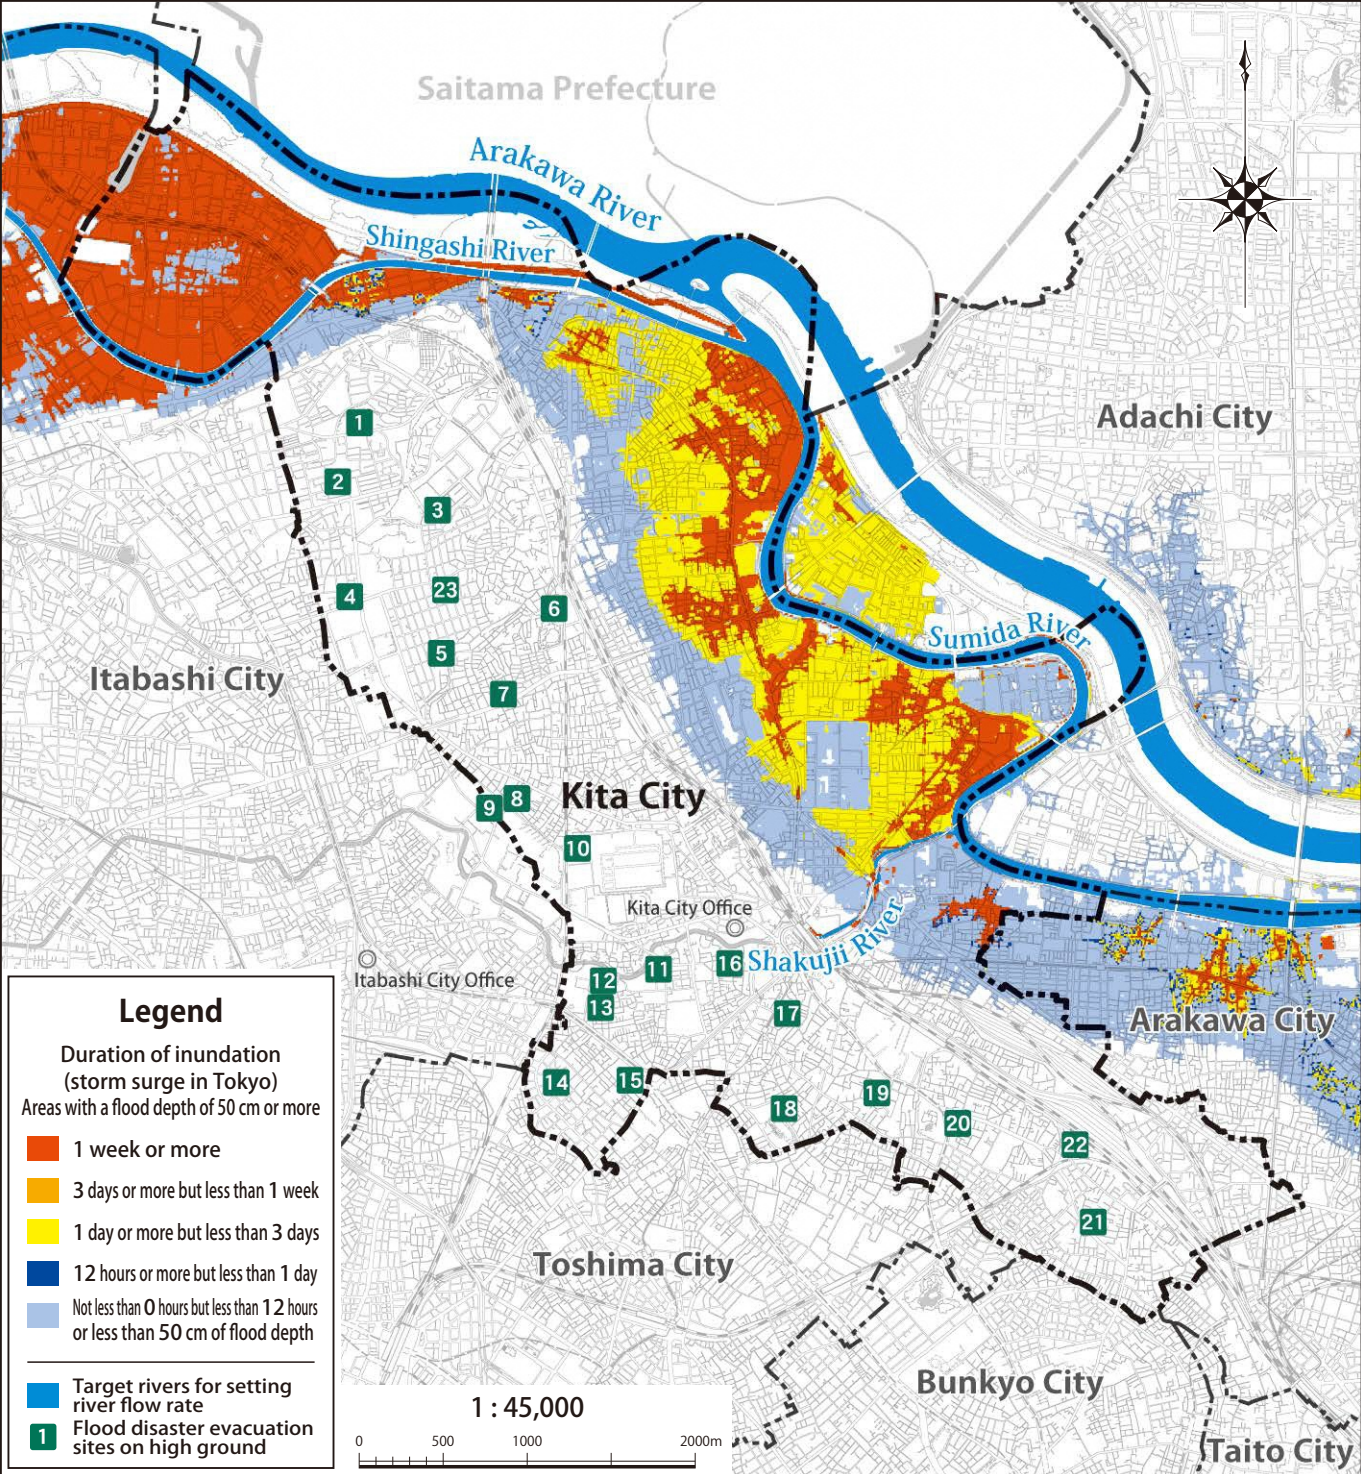 Saitama Prefecture
Arakawa River
Shingashi River
Adachi City
1
2
3
4
23
6
5
7
Sumida River
Itabashi City
8
9
Kita City
10
Kita City Office
Shakujii River
16
11
12
13
Itabashi City Office
17
Arakawa City
14
15
18
19
20
22
21
Toshima City
Bunkyo City
Taito City
Legend
Duration of inundation
(storm surge in Tokyo)
Areas with a flood depth of 50 cm or more
1 week or more
3 days or more but less than 1 week
1 day or more but less than 3 days
12 hours or more but less than 1 day
Not less than 0 hours but less than 12 hours
or less than 50 cm of flood depth
Target rivers for setting
river flow rate
1
Flood disaster evacuation
sites on high ground
1 : 45,000
0 500 1000 2000m